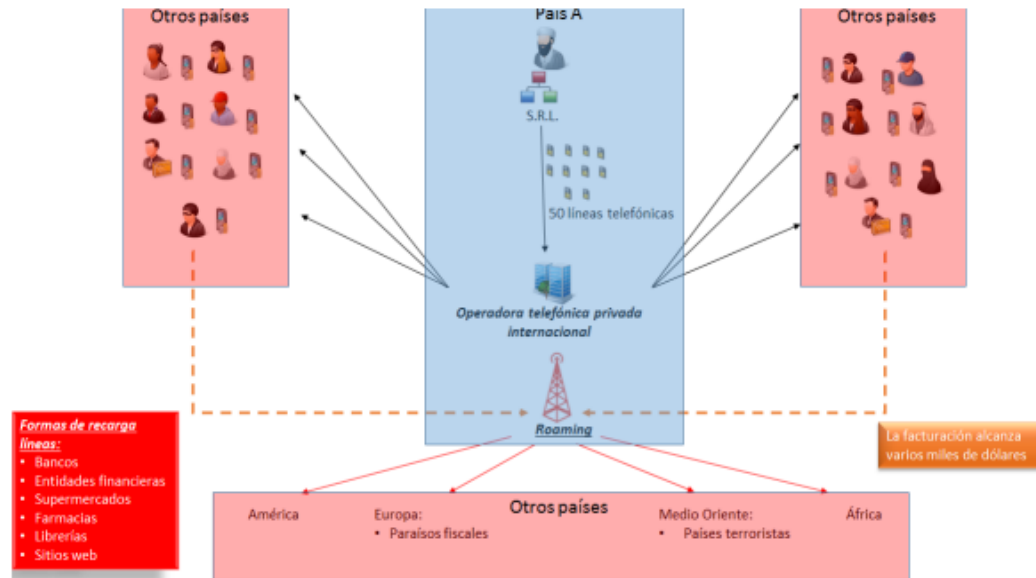 Otros países
País A
Otros países
S.R.L.
50 líneas telefónicas
Operadora telefónica privada
internacional
Roaming
Formas de recarga
líneas:
• Bancos
• Entidades financieras
• Supermercados
• Farmacias
• Librerías
• Sitios web
La facturación alcanza
varios miles de dólares
Otros países
América
Europa:
• Paraísos fiscales
Medio Oriente:
• Países terroristas
África